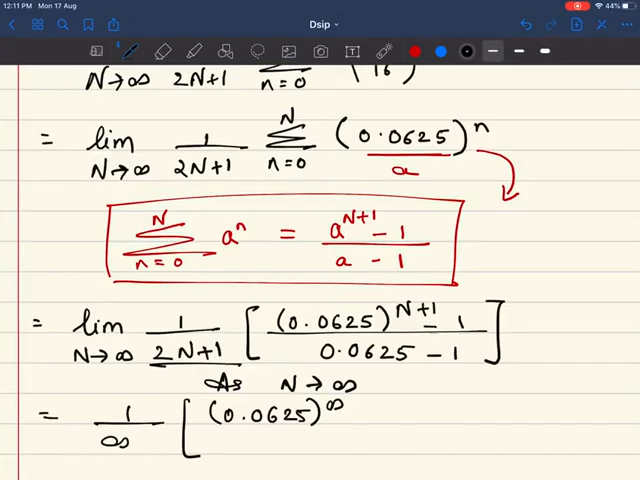 12:11 PM Mon 17 Aug 44%
Dsip
N→∞ 2N+1 n=0 (16)
= lim N→∞ 1/(2N+1) Σ_{n=0}^{N} (0.0625)^n
a
Σ_{n=0}^{N} a^n = (a^{N+1} - 1)/(a - 1)
= lim N→∞ 1/(2N+1) [ ((0.0625)^{N+1} - 1)/(0.0625 - 1) ]
As N→∞
= 1/∞ [ (0.0625)^∞